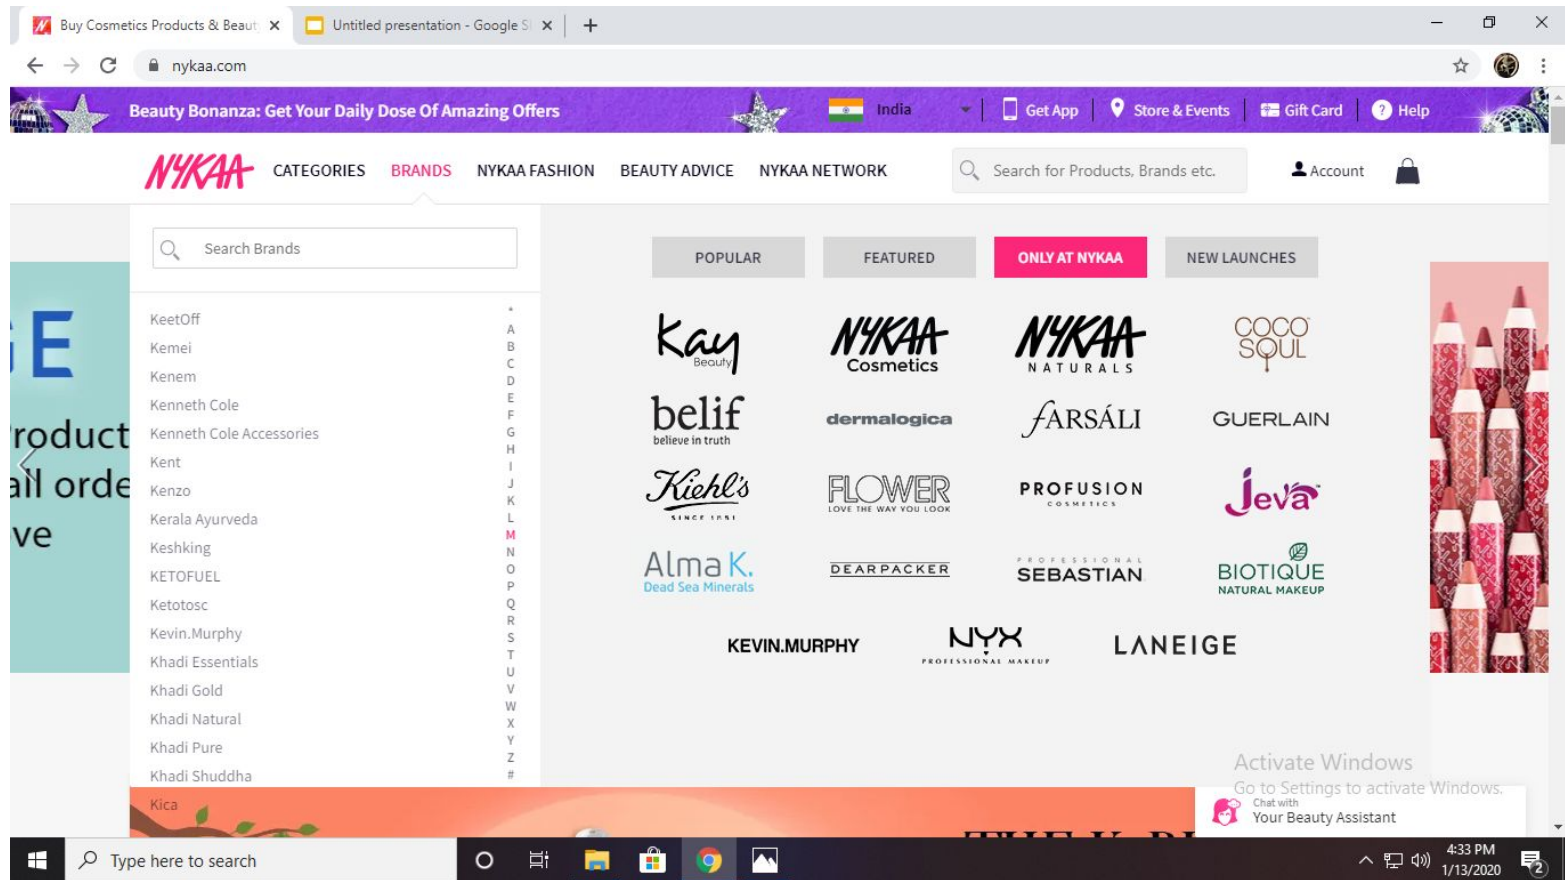 Buy Cosmetics Products & Beaut
Untitled presentation - Google S
nykaa.com
Beauty Bonanza: Get Your Daily Dose Of Amazing Offers
India
Get App
Store & Events
Gift Card
Help
NYKAA
CATEGORIES
BRANDS
NYKAA FASHION
BEAUTY ADVICE
NYKAA NETWORK
Search for Products, Brands etc.
Account
Search Brands
POPULAR
FEATURED
ONLY AT NYKAA
NEW LAUNCHES
KeetOff
Kemei
Kenem
Kenneth Cole
Kenneth Cole Accessories
Kent
Kenzo
Kerala Ayurveda
Keshking
KETOFUEL
Ketotosc
Kevin.Murphy
Khadi Essentials
Khadi Gold
Khadi Natural
Khadi Pure
Khadi Shuddha
Kica
*
A
B
C
D
E
F
G
H
I
J
K
L
M
N
O
P
Q
R
S
T
U
V
W
X
Y
Z
#
Kay
Beauty
NYKAA
Cosmetics
NYKAA
NATURALS
COCO
SOUL
belif
believe in truth
dermalogica
FARSÁLI
GUERLAIN
Kiehl's
SINCE 1851
FLOWER
LOVE THE WAY YOU LOOK
PROFUSION
COSMETICS
Jeva
Alma K.
Dead Sea Minerals
DEARPACKER
PROFESSIONAL
SEBASTIAN
BIOTIQUE
NATURAL MAKEUP
KEVIN.MURPHY
NYX
PROFESSIONAL MAKEUP
LANEIGE
GE
roduct
all orde
ve
Activate Windows
Go to Settings to activate Windows.
Chat with
Your Beauty Assistant
Type here to search
4:33 PM
1/13/2020
2